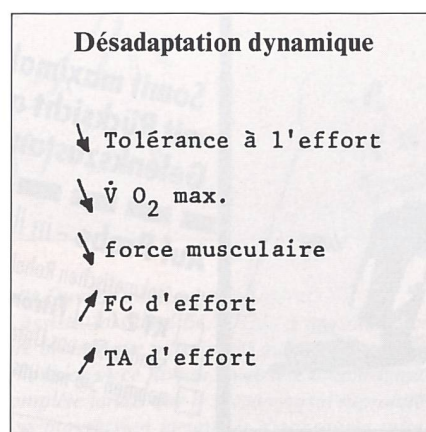 Désadaptation dynamique
↘ Tolérance à l'effort
↘ V̇ O₂ max.
↘ force musculaire
↗ FC d'effort
↗ TA d'effort